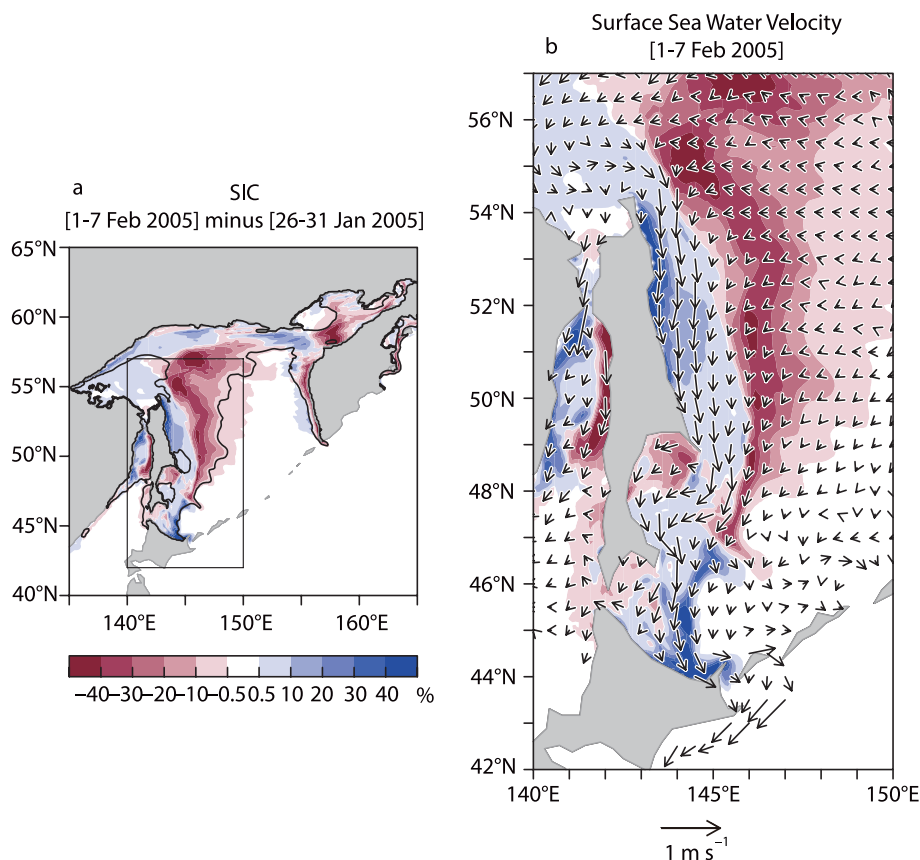 a
SIC
[1-7 Feb 2005] minus [26-31 Jan 2005]
65°N
60°N
55°N
50°N
45°N
40°N
140°E 150°E 160°E
−40−30−20−10−0.5 0.5 10 20 30 40 %
Surface Sea Water Velocity
b [1-7 Feb 2005]
56°N
54°N
52°N
50°N
48°N
46°N
44°N
42°N
140°E 145°E 150°E
1 m s⁻¹